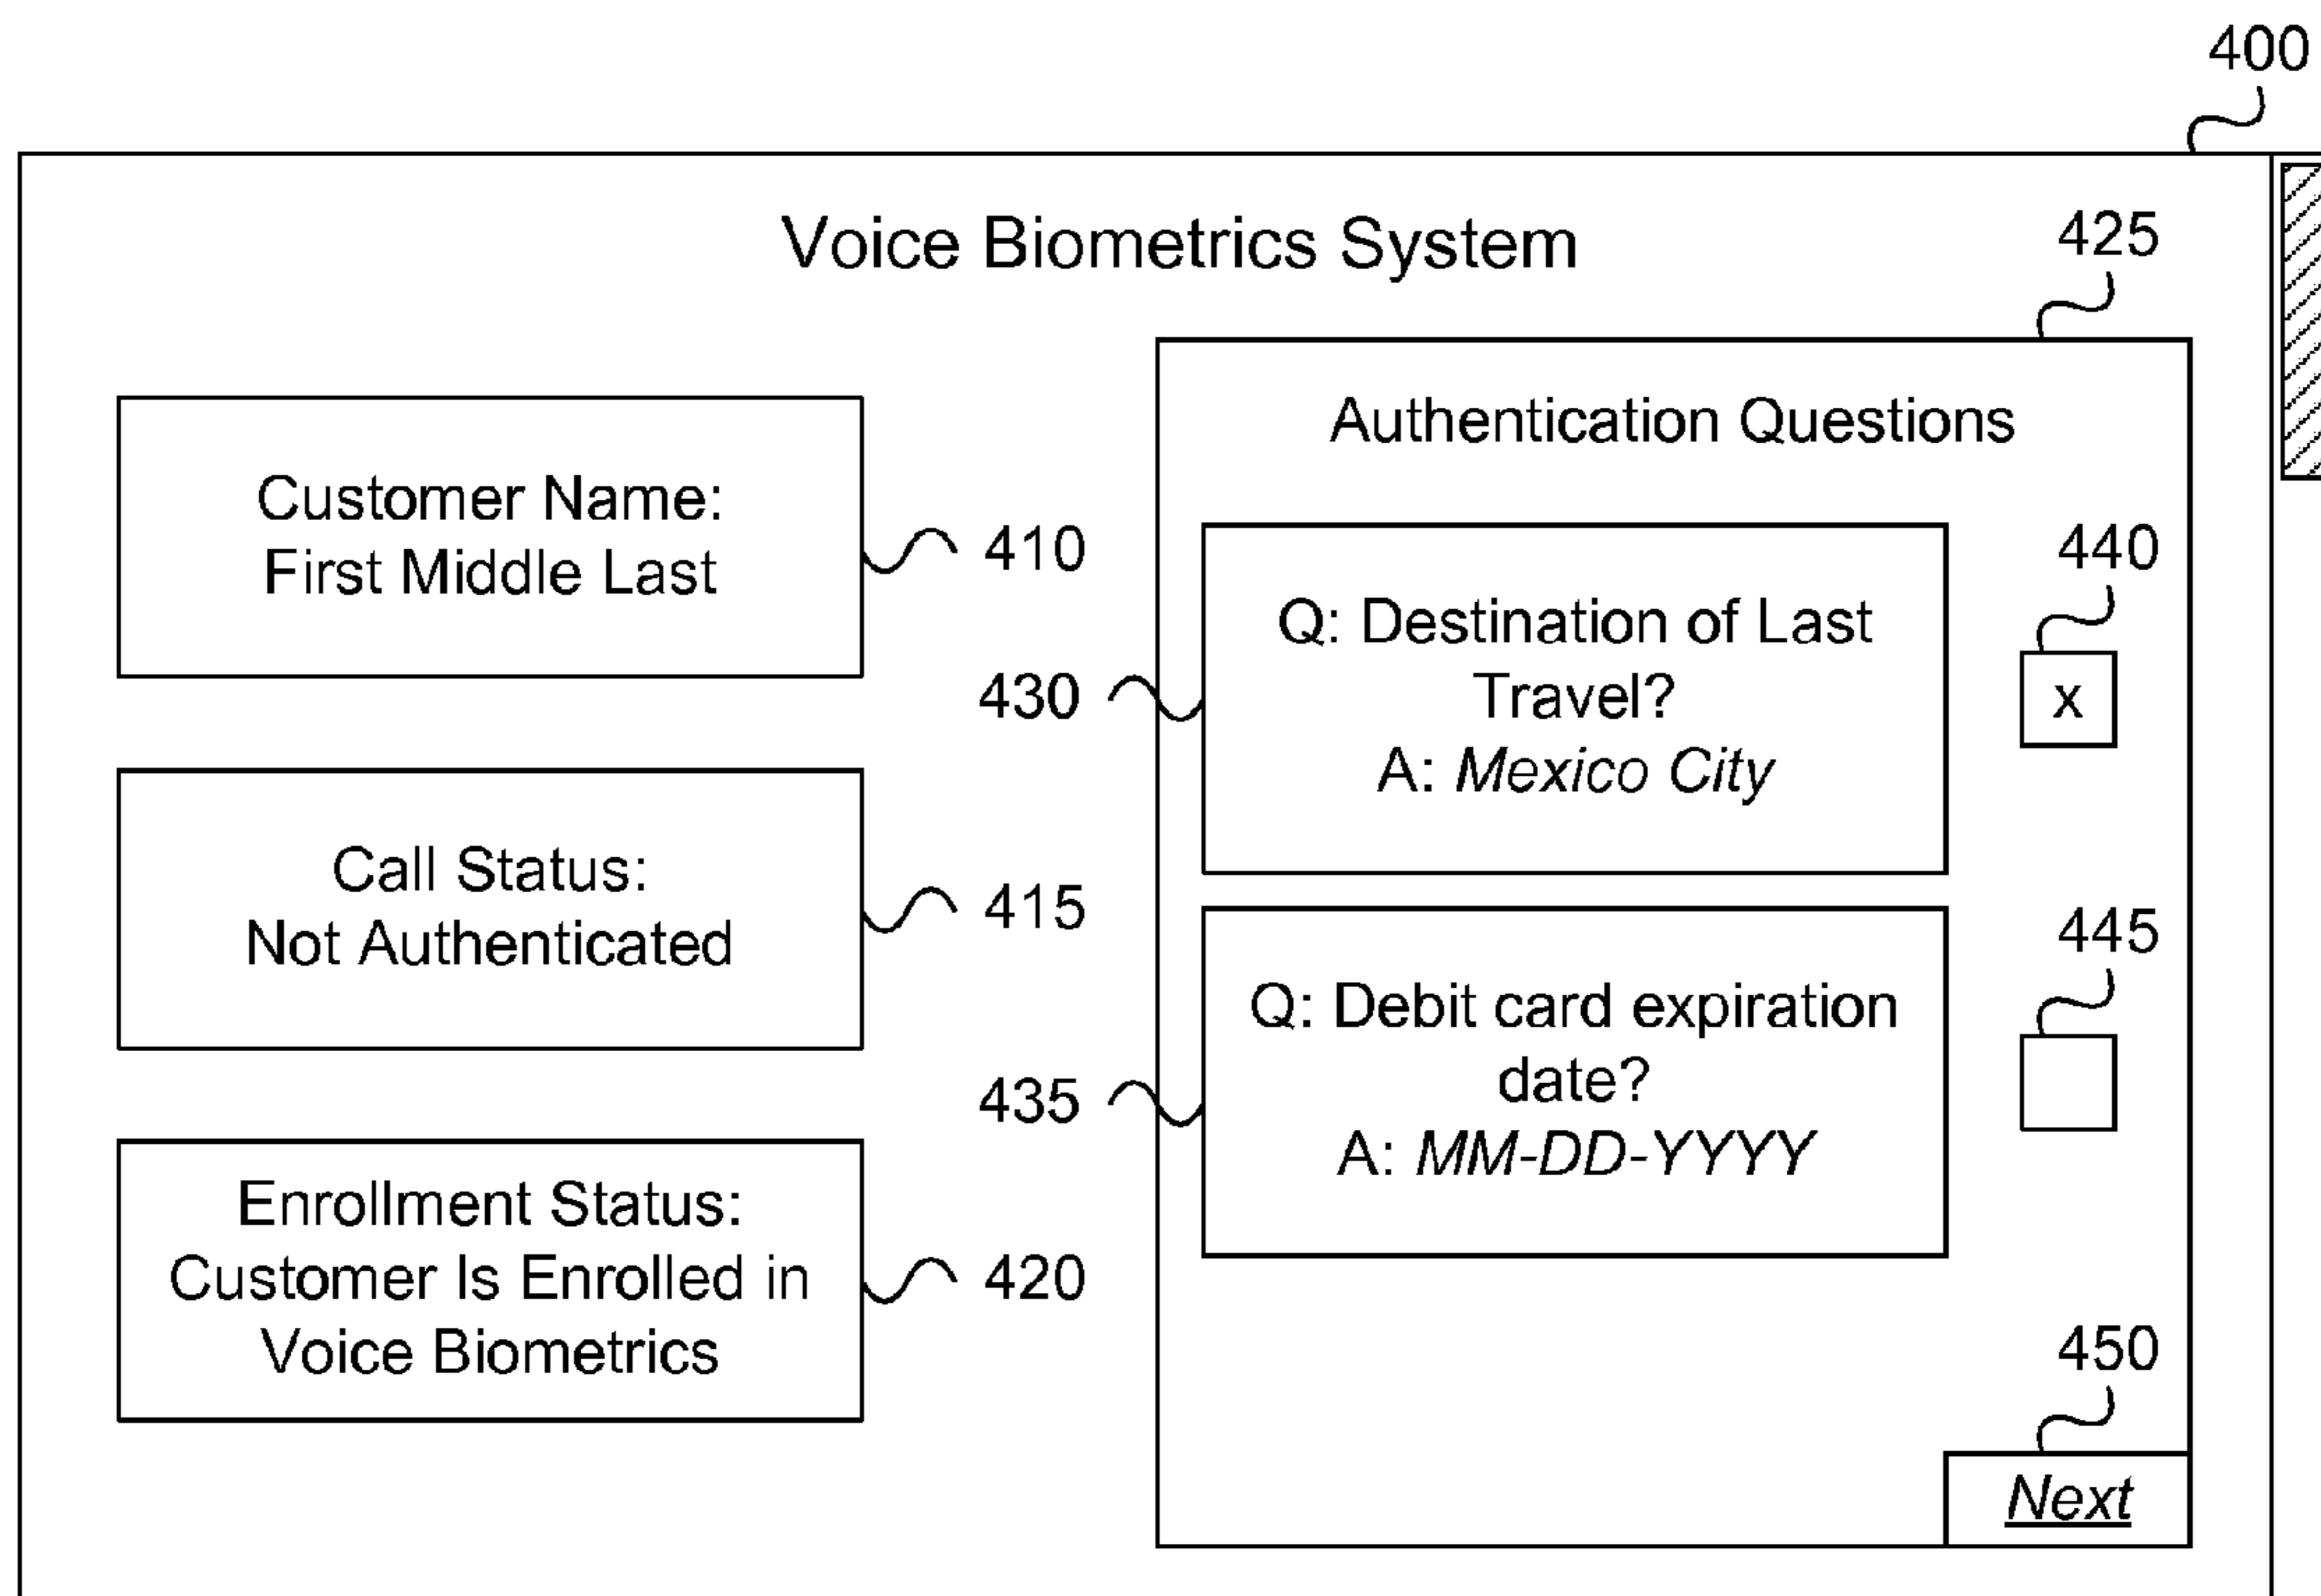 400
Voice Biometrics System
425
Authentication Questions
Customer Name:
First Middle Last
410
Call Status:
Not Authenticated
415
Enrollment Status:
Customer Is Enrolled in
Voice Biometrics
420
430
Q: Destination of Last
Travel?
A: Mexico City
440
x
435
Q: Debit card expiration
date?
A: MM-DD-YYYY
445
450
Next